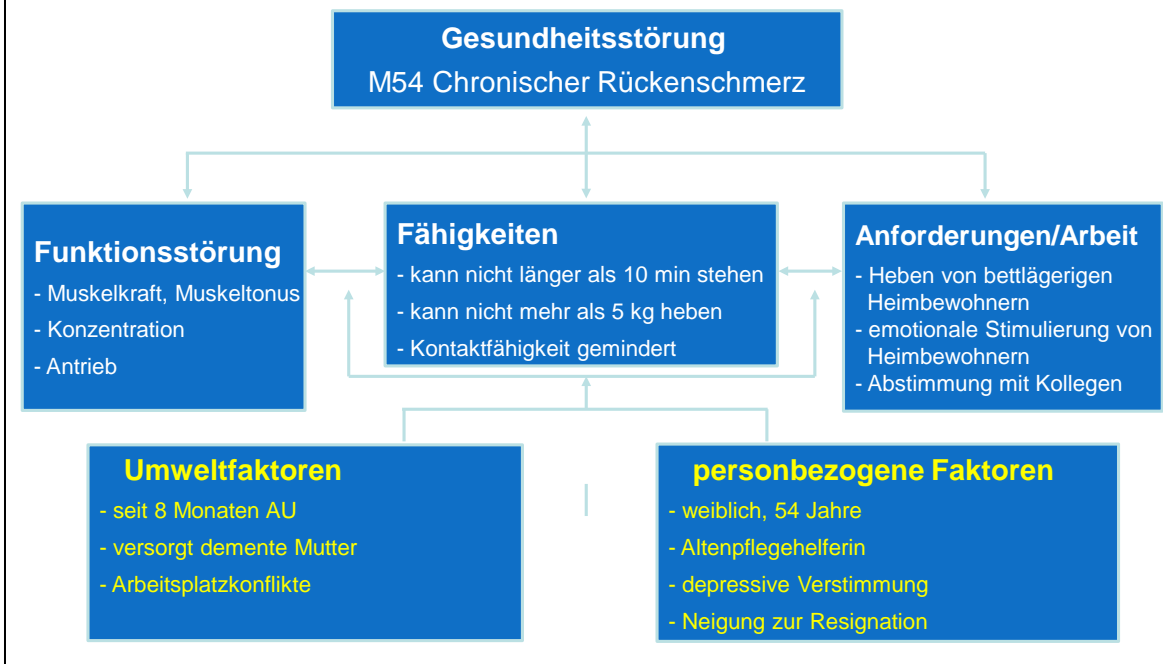 Gesundheitsstörung
M54 Chronischer Rückenschmerz
Funktionsstörung
- Muskelkraft, Muskeltonus
- Konzentration
- Antrieb
Fähigkeiten
- kann nicht länger als 10 min stehen
- kann nicht mehr als 5 kg heben
- Kontaktfähigkeit gemindert
Anforderungen/Arbeit
- Heben von bettlägerigen
Heimbewohnern
- emotionale Stimulierung von
Heimbewohnern
- Abstimmung mit Kollegen
Umweltfaktoren
- seit 8 Monaten AU
- versorgt demente Mutter
- Arbeitsplatzkonflikte
personbezogene Faktoren
- weiblich, 54 Jahre
- Altenpflegehelferin
- depressive Verstimmung
- Neigung zur Resignation